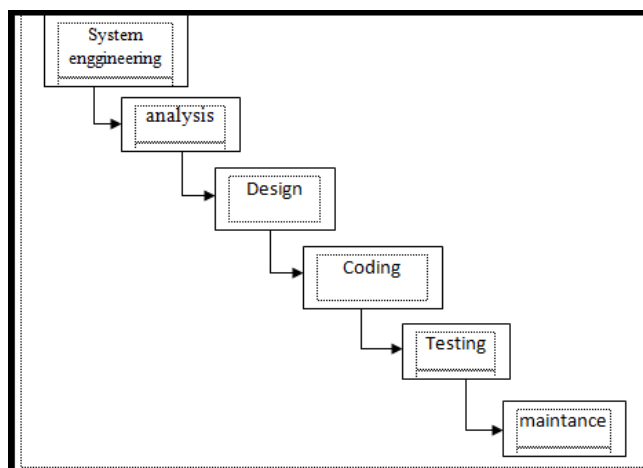 System
enggineering
analysis
Design
Coding
Testing
maintance